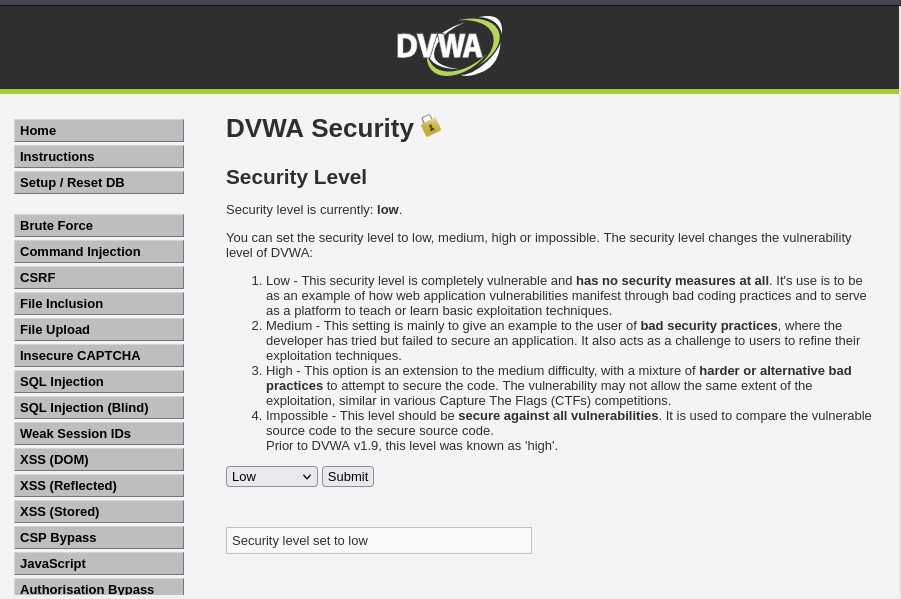 DVWA
Home
Instructions
Setup / Reset DB
Brute Force
Command Injection
CSRF
File Inclusion
File Upload
Insecure CAPTCHA
SQL Injection
SQL Injection (Blind)
Weak Session IDs
XSS (DOM)
XSS (Reflected)
XSS (Stored)
CSP Bypass
JavaScript
Authorisation Bypass
DVWA Security
Security Level
Security level is currently: low.
You can set the security level to low, medium, high or impossible. The security level changes the vulnerability
level of DVWA:
1. Low - This security level is completely vulnerable and has no security measures at all. It's use is to be
as an example of how web application vulnerabilities manifest through bad coding practices and to serve
as a platform to teach or learn basic exploitation techniques.
2. Medium - This setting is mainly to give an example to the user of bad security practices, where the
developer has tried but failed to secure an application. It also acts as a challenge to users to refine their
exploitation techniques.
3. High - This option is an extension to the medium difficulty, with a mixture of harder or alternative bad
practices to attempt to secure the code. The vulnerability may not allow the same extent of the
exploitation, similar in various Capture The Flags (CTFs) competitions.
4. Impossible - This level should be secure against all vulnerabilities. It is used to compare the vulnerable
source code to the secure source code.
Prior to DVWA v1.9, this level was known as 'high'.
Low
Submit
Security level set to low